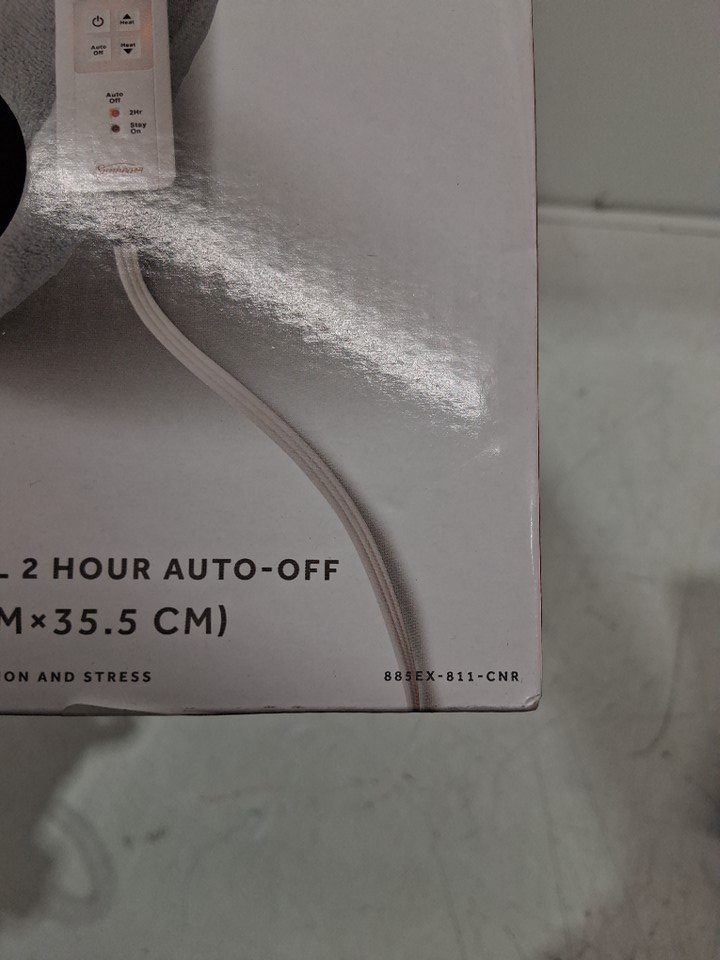 Heat
Auto Off
Heat
Auto Off
2Hr
Stay On
Sunbeam
L 2 HOUR AUTO-OFF
M×35.5 CM)
ON AND STRESS
885EX-811-CNR